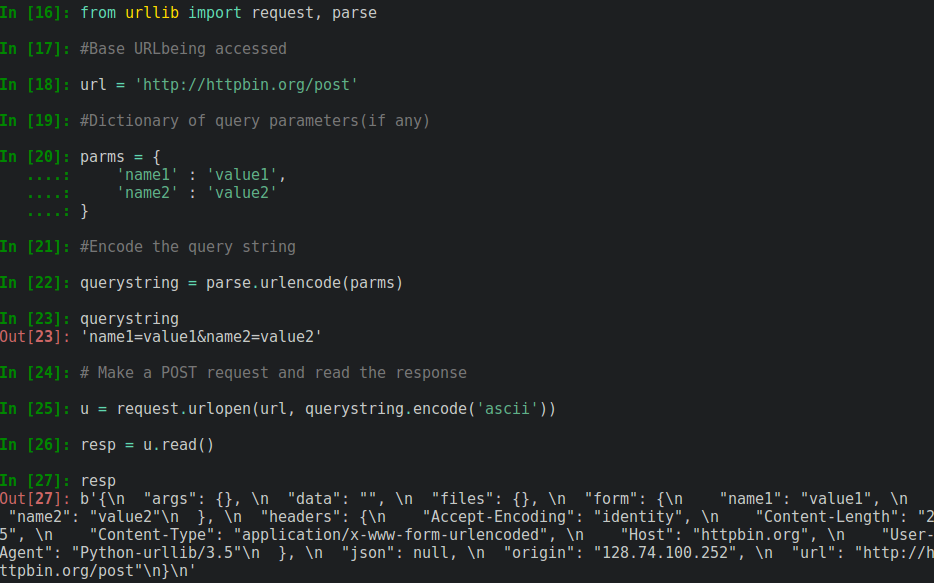 In [16]: from urllib import request, parse
In [17]: #Base URLbeing accessed
In [18]: url = 'http://httpbin.org/post'
In [19]: #Dictionary of query parameters(if any)
In [20]: parms = {
   ....:     'name1' : 'value1',
   ....:     'name2' : 'value2'
   ....: }
In [21]: #Encode the query string
In [22]: querystring = parse.urlencode(parms)
In [23]: querystring
Out[23]: 'name1=value1&name2=value2'
In [24]: # Make a POST request and read the response
In [25]: u = request.urlopen(url, querystring.encode('ascii'))
In [26]: resp = u.read()
In [27]: resp
Out[27]: b'{\n  "args": {}, \n  "data": "", \n  "files": {}, \n  "form": {\n    "name1": "value1", \n
 "name2": "value2"\n  }, \n  "headers": {\n    "Accept-Encoding": "identity", \n    "Content-Length": "2
5", \n    "Content-Type": "application/x-www-form-urlencoded", \n    "Host": "httpbin.org", \n    "User-
Agent": "Python-urllib/3.5"\n  }, \n  "json": null, \n  "origin": "128.74.100.252", \n  "url": "http://h
ttpbin.org/post"\n}\n'